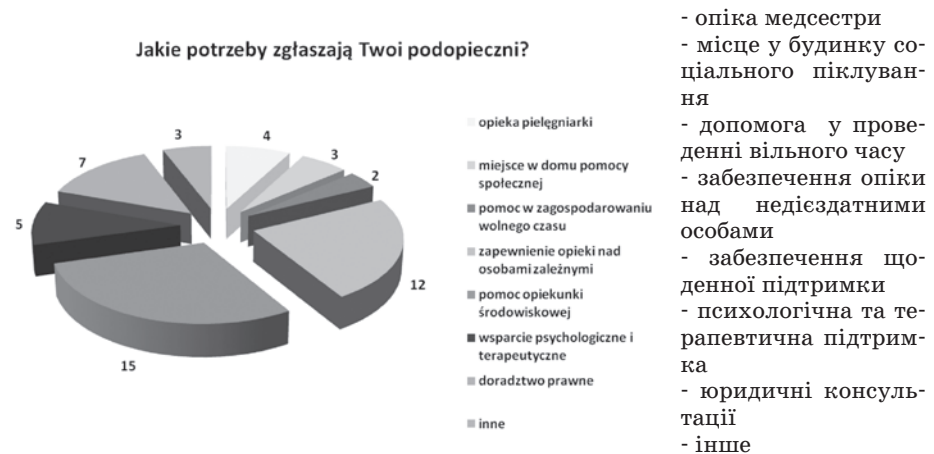 Jakie potrzeby zgłaszają Twoi podopieczni?
4
3
2
12
15
5
7
3
opieka pielęgniarki
miejsce w domu pomocy
społecznej
pomoc w zagospodarowaniu
wolnego czasu
zapewnienie opieki nad
osobami zależnymi
pomoc opiekunki
środowiskowej
wsparcie psychologiczne i
terapeutyczne
doradztwo prawne
inne
- опіка медсестри
- місце у будинку со-
ціального піклуван-
ня
- допомога у прове-
денні вільного часу
- забезпечення опіки
над недієздатними
особами
- забезпечення що-
денної підтримки
- психологічна та те-
рапевтична підтрим-
ка
- юридичні консуль-
тації
- інше